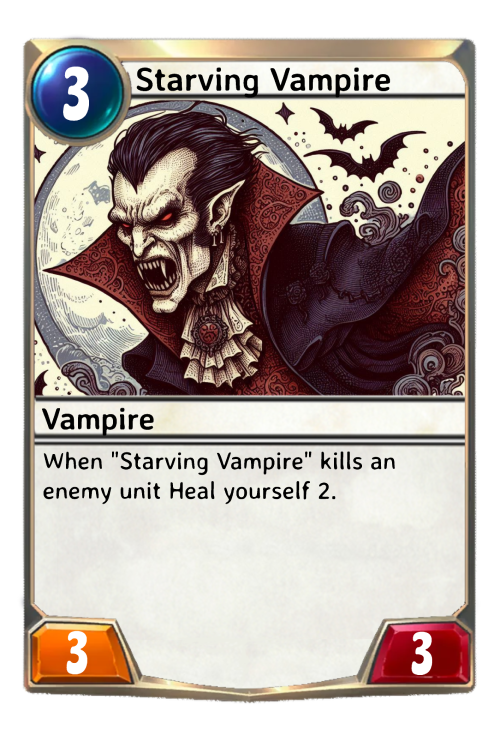 3
Starving Vampire
Vampire
When "Starving Vampire" kills an
enemy unit Heal yourself 2.
3
3